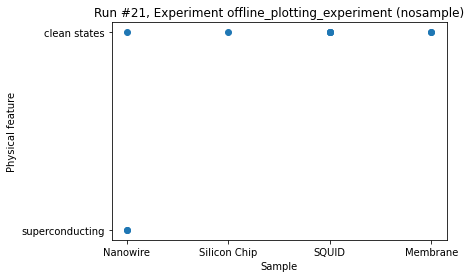 Run #21, Experiment offline_plotting_experiment (nosample)
clean states
Physical feature
superconducting
Nanowire Silicon Chip SQUID Membrane
Sample